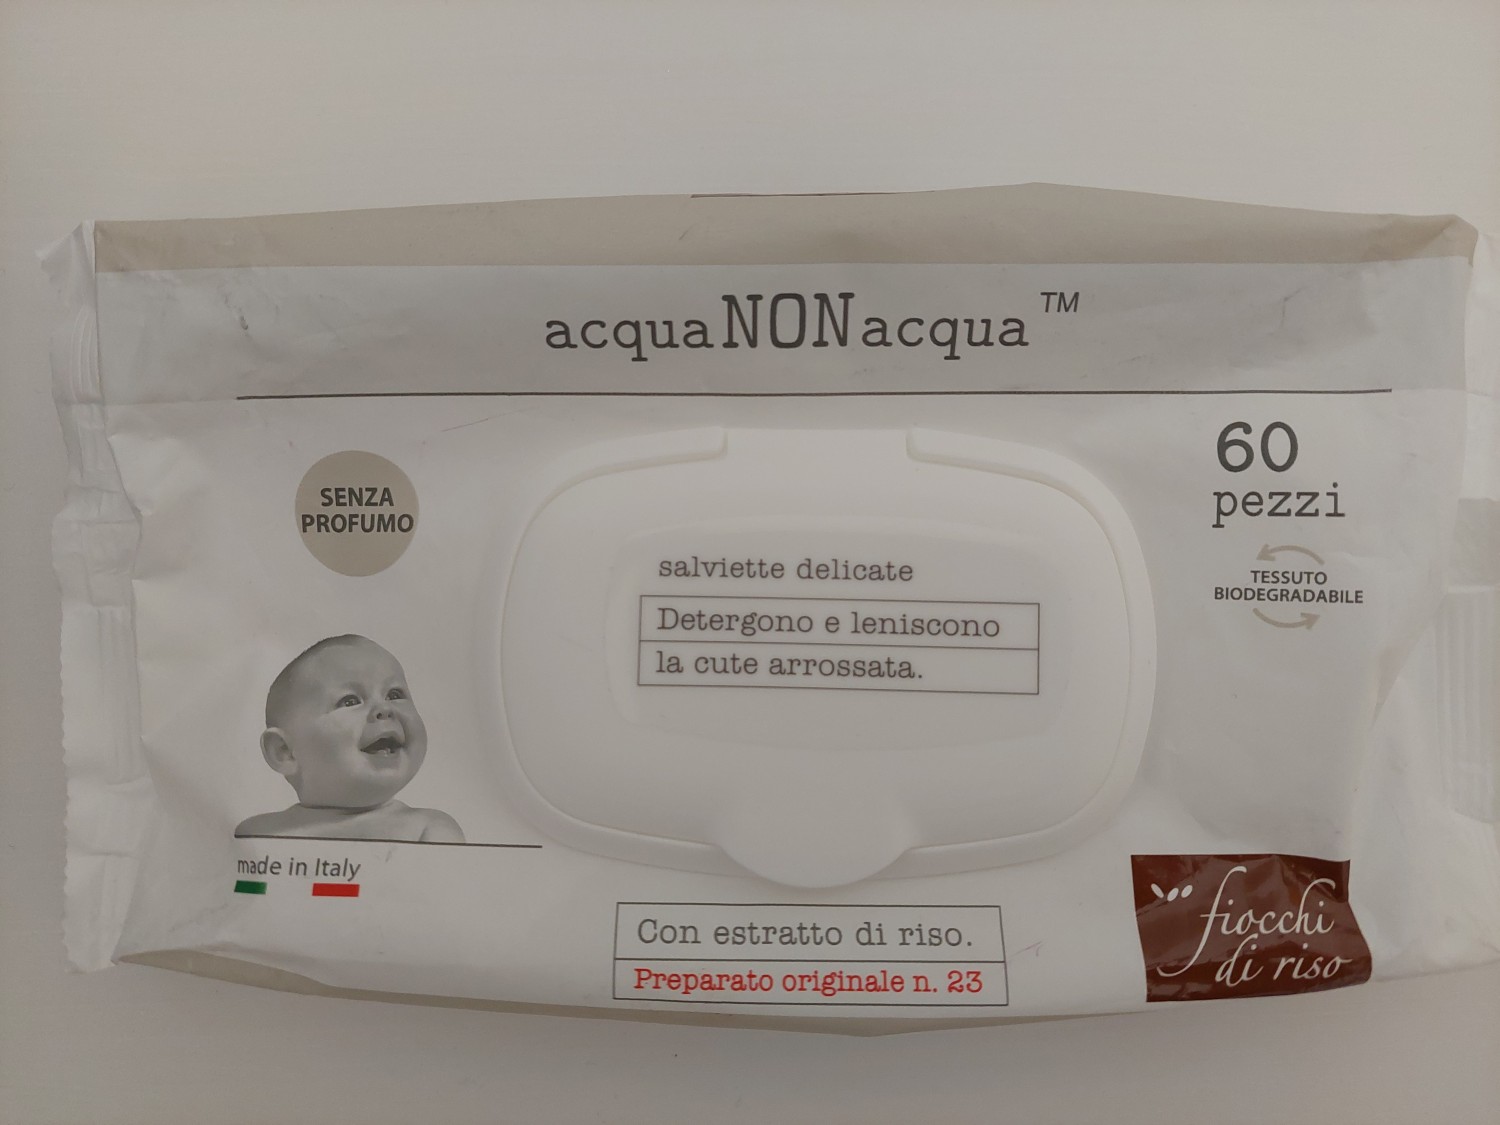 acquaNONacqua™
60
pezzi
SENZA
PROFUMO
TESSUTO
BIODEGRADABILE
salviette delicate
Detergono e leniscono
la cute arrossata.
made in Italy
Con estratto di riso.
Preparato originale n. 23
fiocchi
di riso